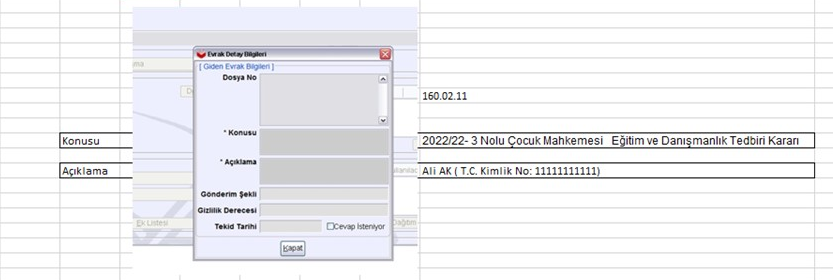 Evrak Detay Bilgileri
[ Giden Evrak Bilgileri ]
Dosya No
160.02.11
* Konusu
Konusu
2022/22- 3 Nolu Çocuk Mahkemesi Eğitim ve Danışmanlık Tedbiri Kararı
* Açıklama
Açıklama
Ali AK ( T.C. Kimlik No: 11111111111)
Gönderim Şekli
Gizlilik Derecesi
Tekid Tarihi
Cevap İsteniyor
Ek Listesi
Kapat